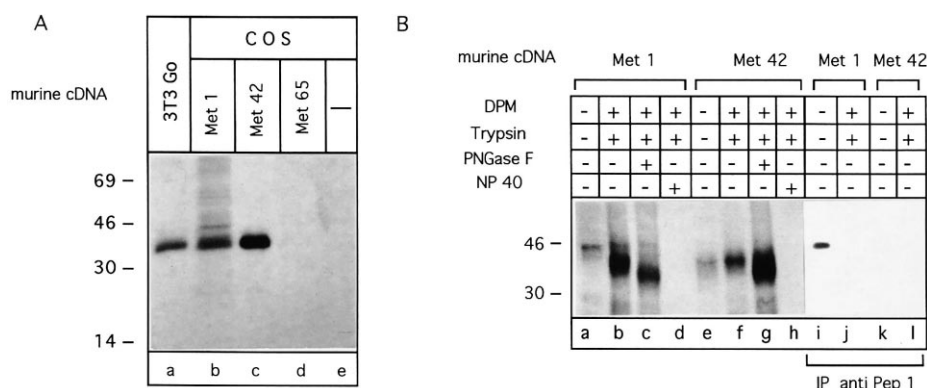 A
COS
murine cDNA
3T3 Go
Met 1
Met 42
Met 65
—
69 –
46 –
30 –
14 –
a b c d e
B
murine cDNA Met 1 Met 42 Met 1 Met 42
DPM - + + + - + + + - + - +
Trypsin - + + + - + + + - + - +
PNGase F - - + - - - + - - - - -
NP 40 - - - + - - - + - - - -
46 –
30 –
a b c d e f g h i j k l
IP anti Pep 1